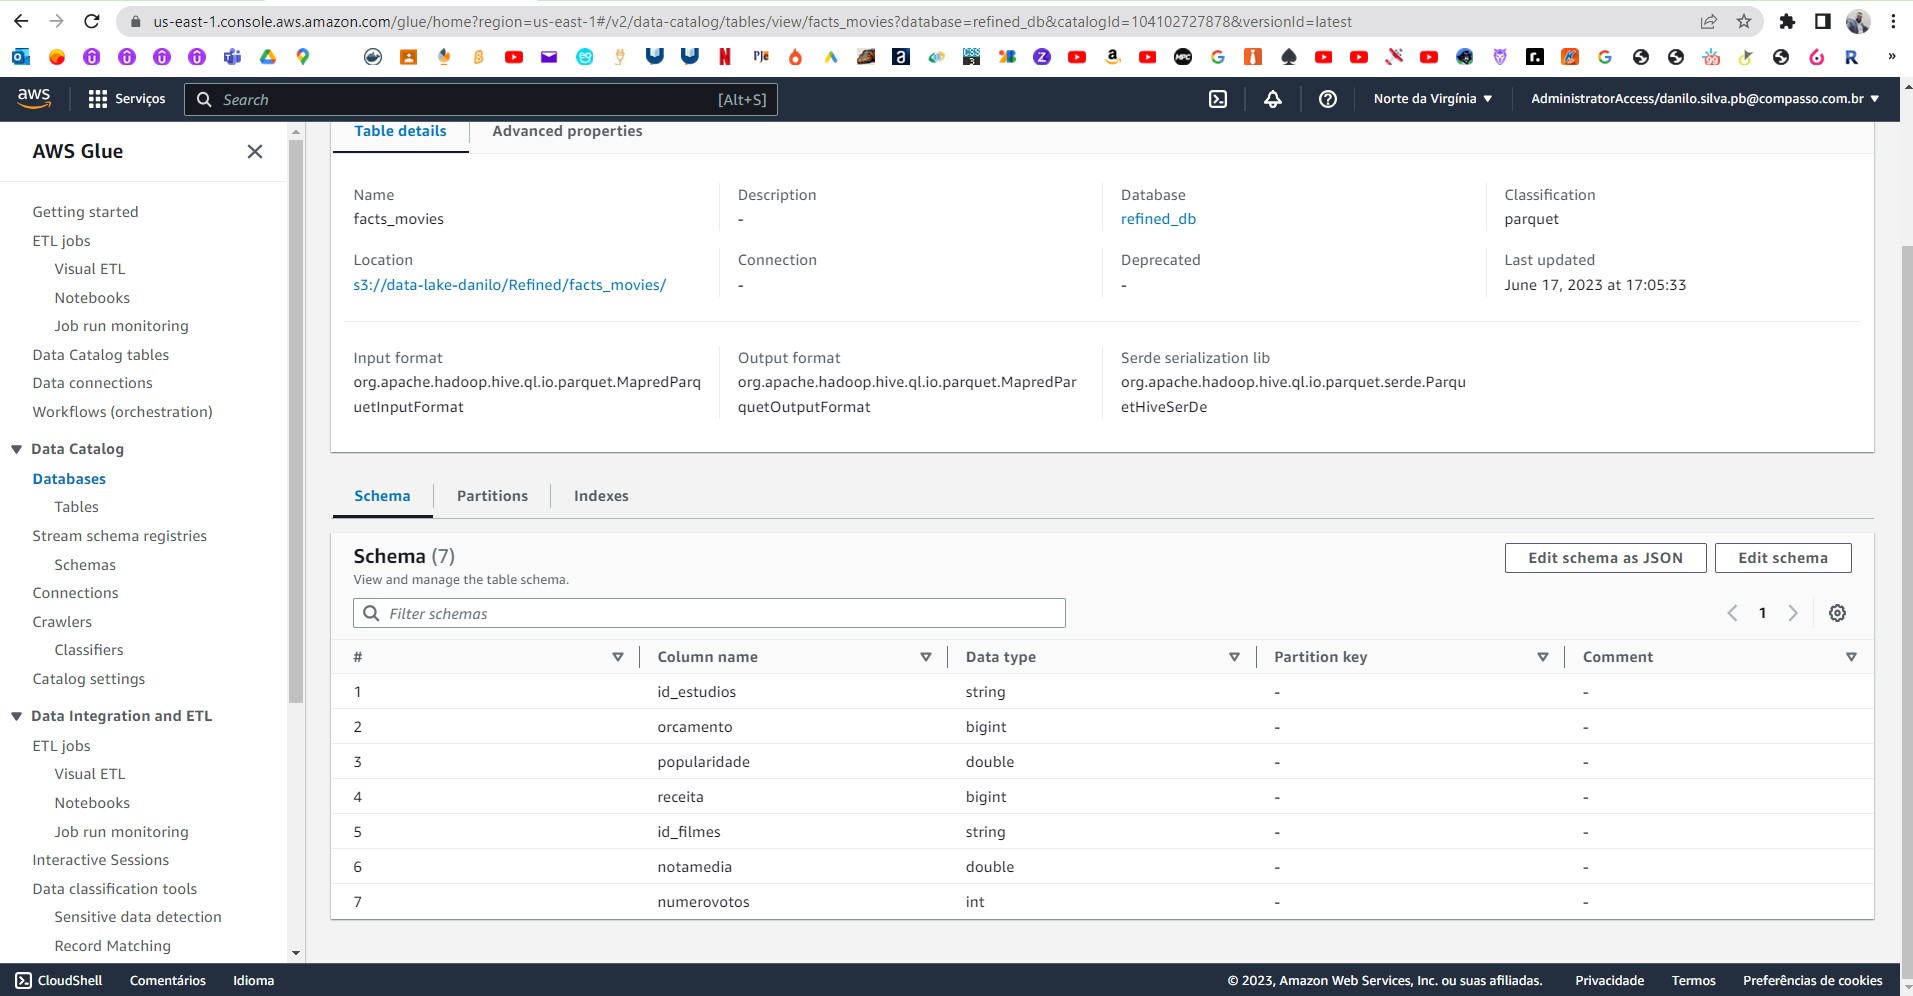 us-east-1.console.aws.amazon.com/glue/home?region=us-east-1#/v2/data-catalog/tables/view/facts_movies?database=refined_db&catalogId=104102727878&versionId=latest
aws Serviços Search [Alt+S] Norte da Virgínia AdministratorAccess/danilo.silva.pb@compasso.com.br
AWS Glue
Getting started
ETL jobs
Visual ETL
Notebooks
Job run monitoring
Data Catalog tables
Data connections
Workflows (orchestration)
Data Catalog
Databases
Tables
Stream schema registries
Schemas
Connections
Crawlers
Classifiers
Catalog settings
Data Integration and ETL
ETL jobs
Visual ETL
Notebooks
Job run monitoring
Interactive Sessions
Data classification tools
Sensitive data detection
Record Matching
Table details Advanced properties
Name Description Database Classification
facts_movies - refined_db parquet
Location Connection Deprecated Last updated
s3://data-lake-danilo/Refined/facts_movies/ - - June 17, 2023 at 17:05:33
Input format Output format Serde serialization lib
org.apache.hadoop.hive.ql.io.parquet.MapredParq org.apache.hadoop.hive.ql.io.parquet.MapredPar org.apache.hadoop.hive.ql.io.parquet.serde.Parqu
uetInputFormat quetOutputFormat etHiveSerDe
Schema Partitions Indexes
Schema (7) Edit schema as JSON Edit schema
View and manage the table schema.
Filter schemas 1
# Column name Data type Partition key Comment
1 id_estudios string - -
2 orcamento bigint - -
3 popularidade double - -
4 receita bigint - -
5 id_filmes string - -
6 notamedia double - -
7 numerovotos int - -
CloudShell Comentários Idioma © 2023, Amazon Web Services, Inc. ou suas afiliadas. Privacidade Termos Preferências de cookies